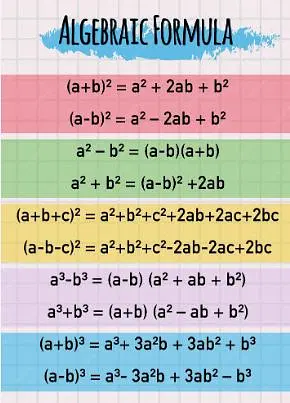 ALGEBRAIC FORMULA
(a+b)² = a² + 2ab + b²
(a-b)² = a² – 2ab + b²
a² – b² = (a-b)(a+b)
a² + b² = (a-b)² +2ab
(a+b+c)² = a²+b²+c²+2ab+2ac+2bc
(a-b-c)² = a²+b²+c²-2ab-2ac+2bc
a³-b³ = (a-b) (a² + ab + b²)
a³+b³ = (a+b) (a² – ab + b²)
(a+b)³ = a³+ 3a²b + 3ab² + b³
(a-b)³ = a³- 3a²b + 3ab² – b³